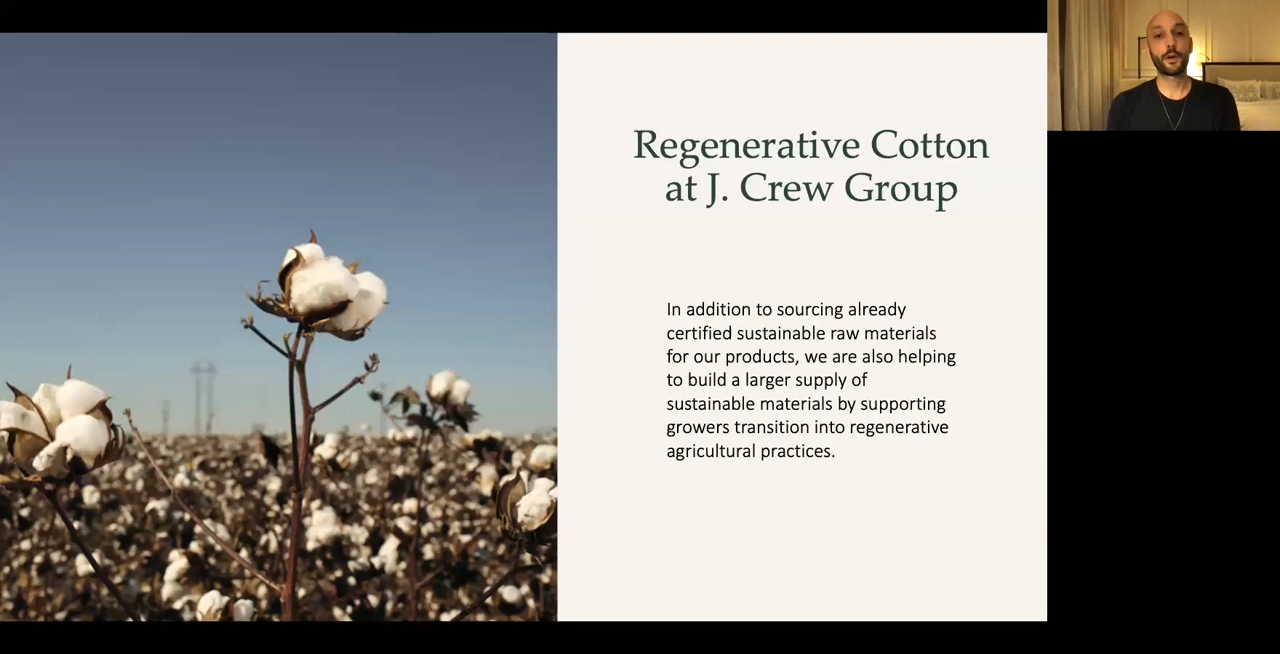 Regenerative Cotton
at J. Crew Group
In addition to sourcing already
certified sustainable raw materials
for our products, we are also helping
to build a larger supply of
sustainable materials by supporting
growers transition into regenerative
agricultural practices.